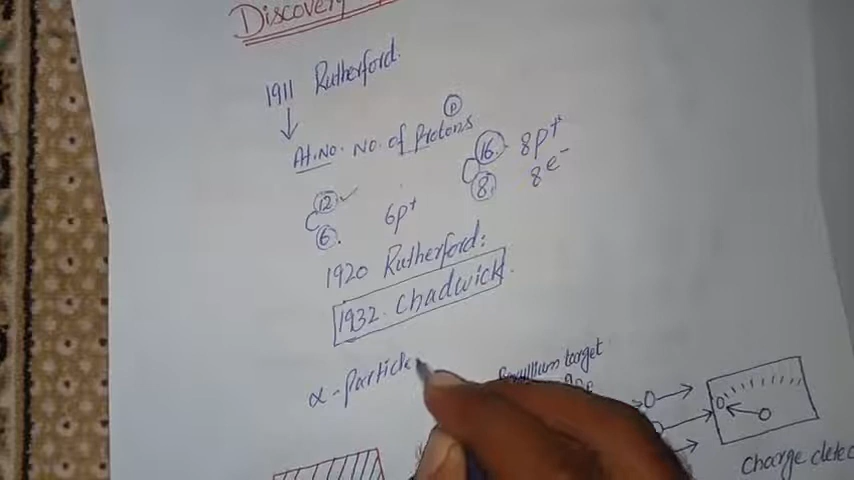 Discovery
1911 Rutherford.
At.No. No. of Protons
P
C 12 6
6p+
C 16 8
8p+
8e-
1920 Rutherford:
1932. Chadwick.
α-Particle
target
0
Charge detec